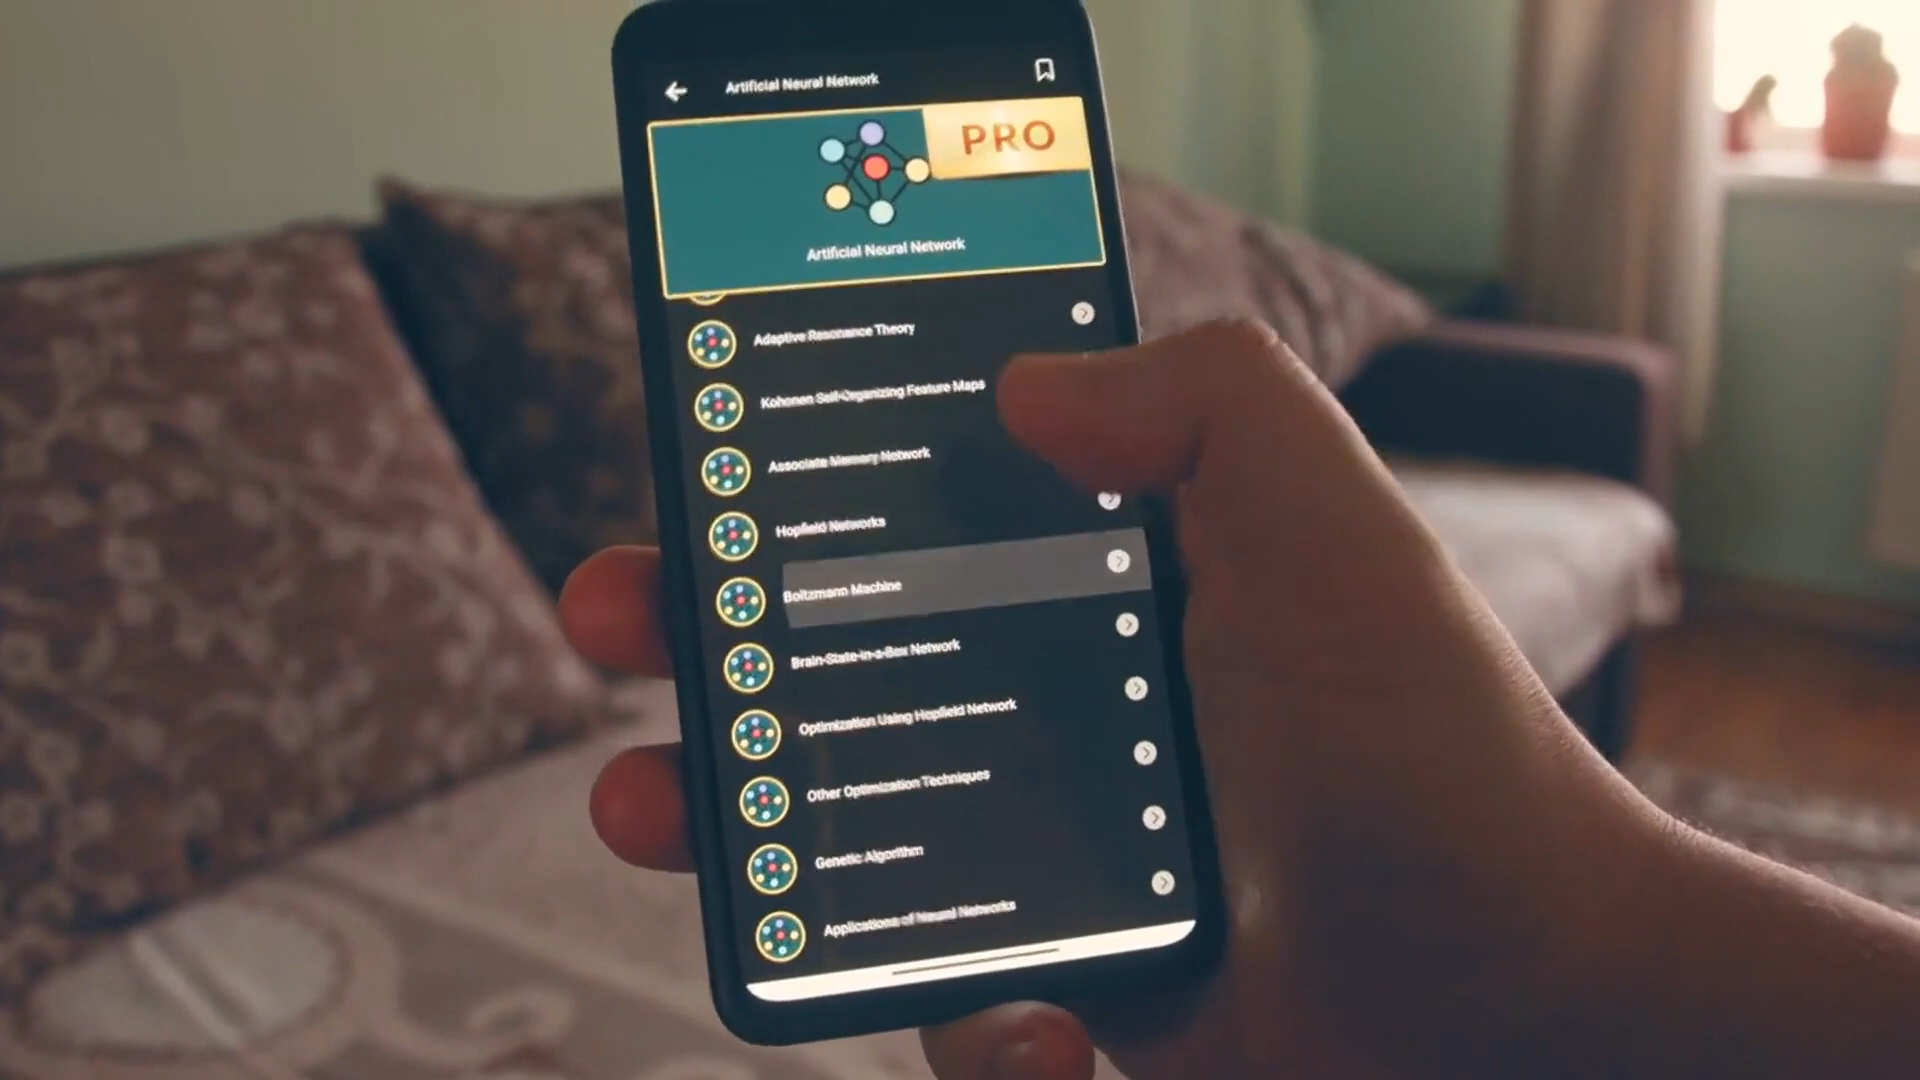 Artificial Neural Network
PRO
Artificial Neural Network
Adaptive Resonance Theory
Kohonen Self-Organizing Feature Maps
Associate Memory Network
Hopfield Networks
Boltzmann Machine
Brain-State-in-a-Box Network
Optimization Using Hopfield Network
Other Optimization Techniques
Genetic Algorithm
Applications of Neural Networks